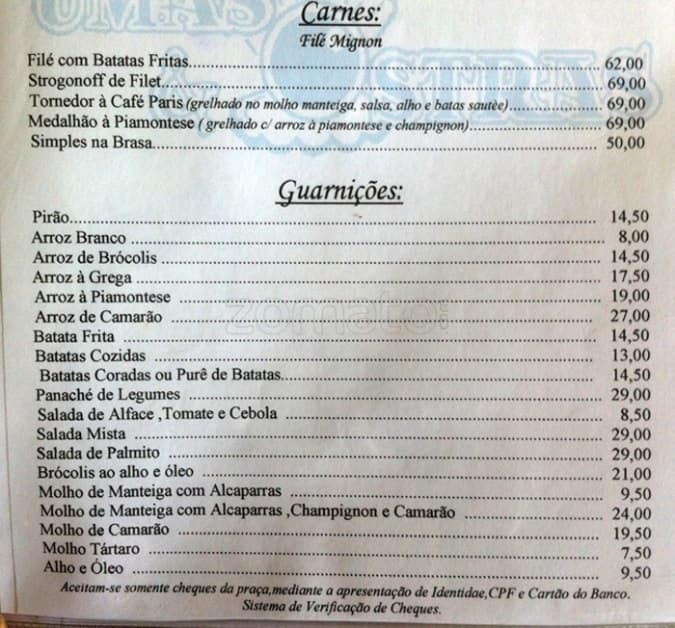 UMAS
OSTRAS
Carnes:
Filé Mignon
Filé com Batatas Fritas 62,00
Strogonoff de Filet 69,00
Tornedor à Café Paris (grelhado no molho manteiga, salsa, alho e batas sautèe) 69,00
Medalhão à Piamontese ( grelhado c/ arroz à piamontese e champignon) 69,00
Simples na Brasa 50,00
Guarnições:
Pirão 14,50
Arroz Branco 8,00
Arroz de Brócolis 14,50
Arroz à Grega 17,50
Arroz à Piamontese 19,00
Arroz de Camarão 27,00
Batata Frita 14,50
Batatas Cozidas 13,00
Batatas Coradas ou Purê de Batatas 14,50
Panaché de Legumes 29,00
Salada de Alface ,Tomate e Cebola 8,50
Salada Mista 29,00
Salada de Palmito 29,00
Brócolis ao alho e óleo 21,00
Molho de Manteiga com Alcaparras 9,50
Molho de Manteiga com Alcaparras ,Champignon e Camarão 24,00
Molho de Camarão 19,50
Molho Tártaro 7,50
Alho e Óleo 9,50
Aceitam-se somente cheques da praça,mediante a apresentação de Identidae,CPF e Cartão do Banco.
Sistema de Verificação de Cheques.
zomato